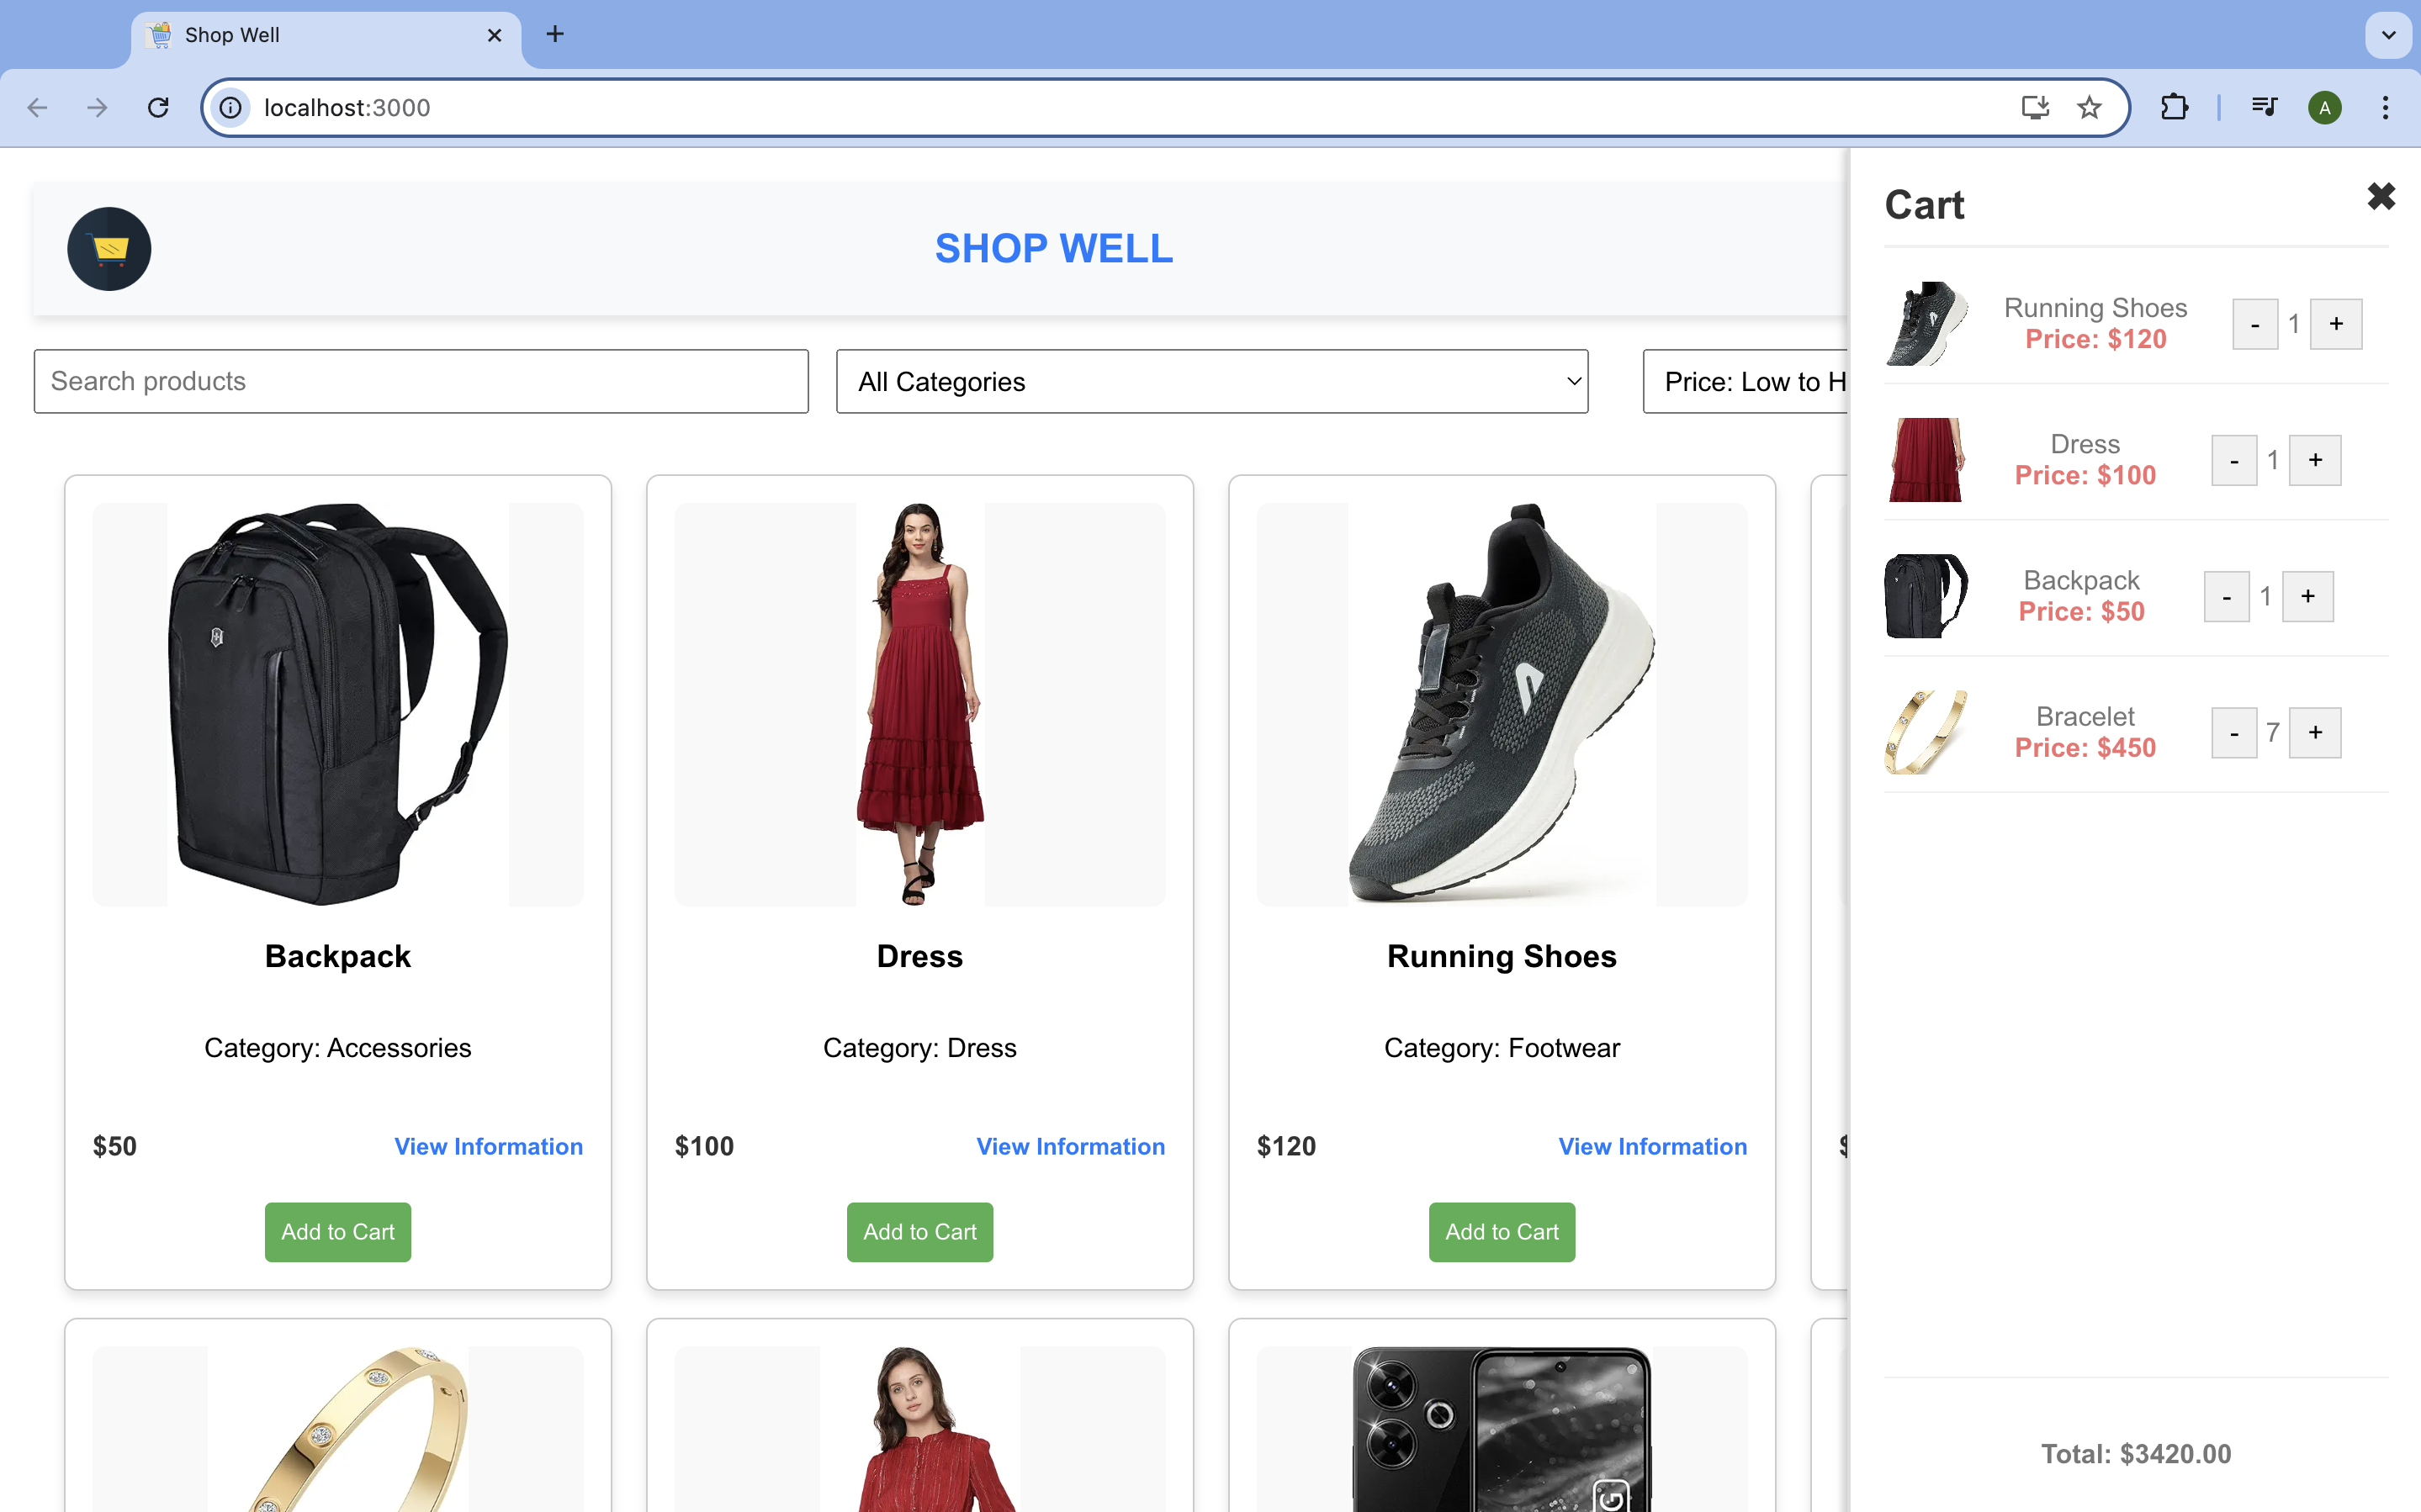 Shop Well
localhost:3000
A
SHOP WELL
Search products
All Categories
Price: Low to H
Backpack
Category: Accessories
$50
View Information
Add to Cart
Dress
Category: Dress
$100
View Information
Add to Cart
Running Shoes
Category: Footwear
$120
View Information
Add to Cart
Cart
Running Shoes
Price: $120
- 1 +
Dress
Price: $100
- 1 +
Backpack
Price: $50
- 1 +
Bracelet
Price: $450
- 7 +
Total: $3420.00